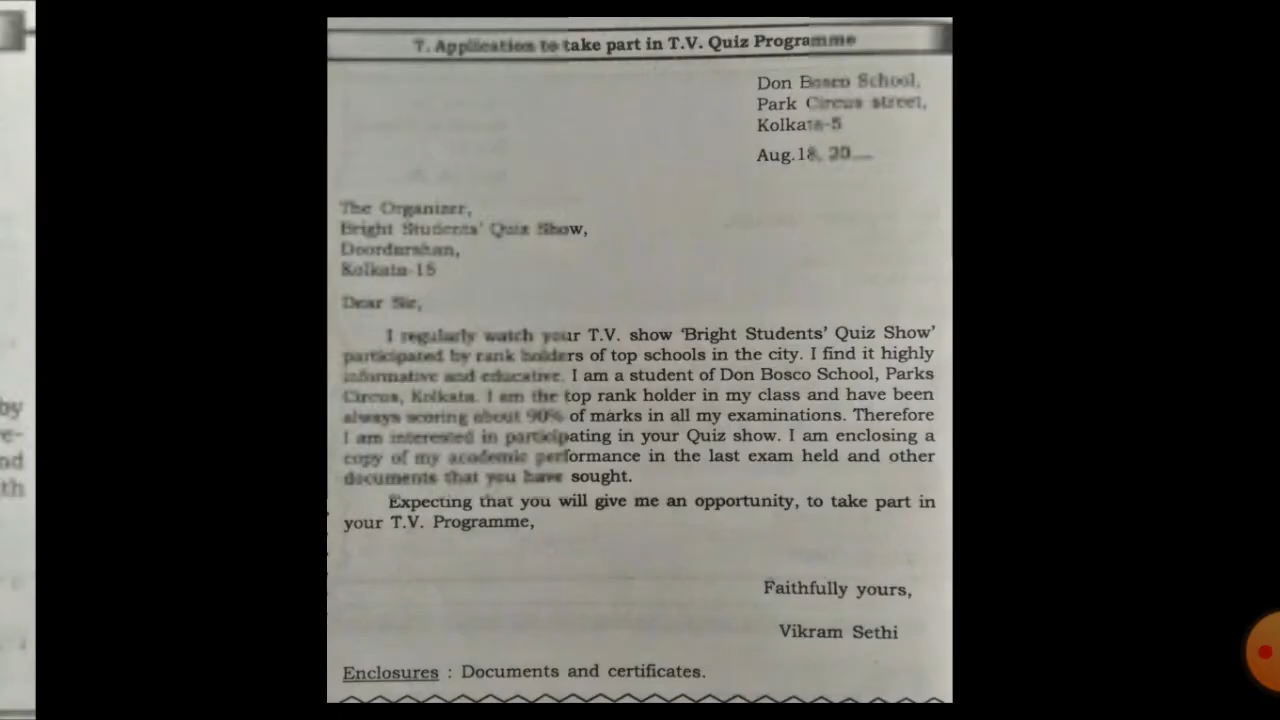 7. Application to take part in T.V. Quiz Programme
Don Bosco School,
Park Circus street,
Kolkata-5
Aug.18, 20__
The Organizer,
Bright Students' Quiz Show,
Doordarshan,
Kolkata-15
Dear Sir,
I regularly watch your T.V. show 'Bright Students' Quiz Show'
participated by rank holders of top schools in the city. I find it highly
informative and educative. I am a student of Don Bosco School, Parks
Circus, Kolkata. I am the top rank holder in my class and have been
always scoring about 90% of marks in all my examinations. Therefore
I am interested in participating in your Quiz show. I am enclosing a
copy of my academic performance in the last exam held and other
documents that you have sought.
Expecting that you will give me an opportunity, to take part in
your T.V. Programme,
Faithfully yours,
Vikram Sethi
Enclosures : Documents and certificates.
by
e-
nd
th